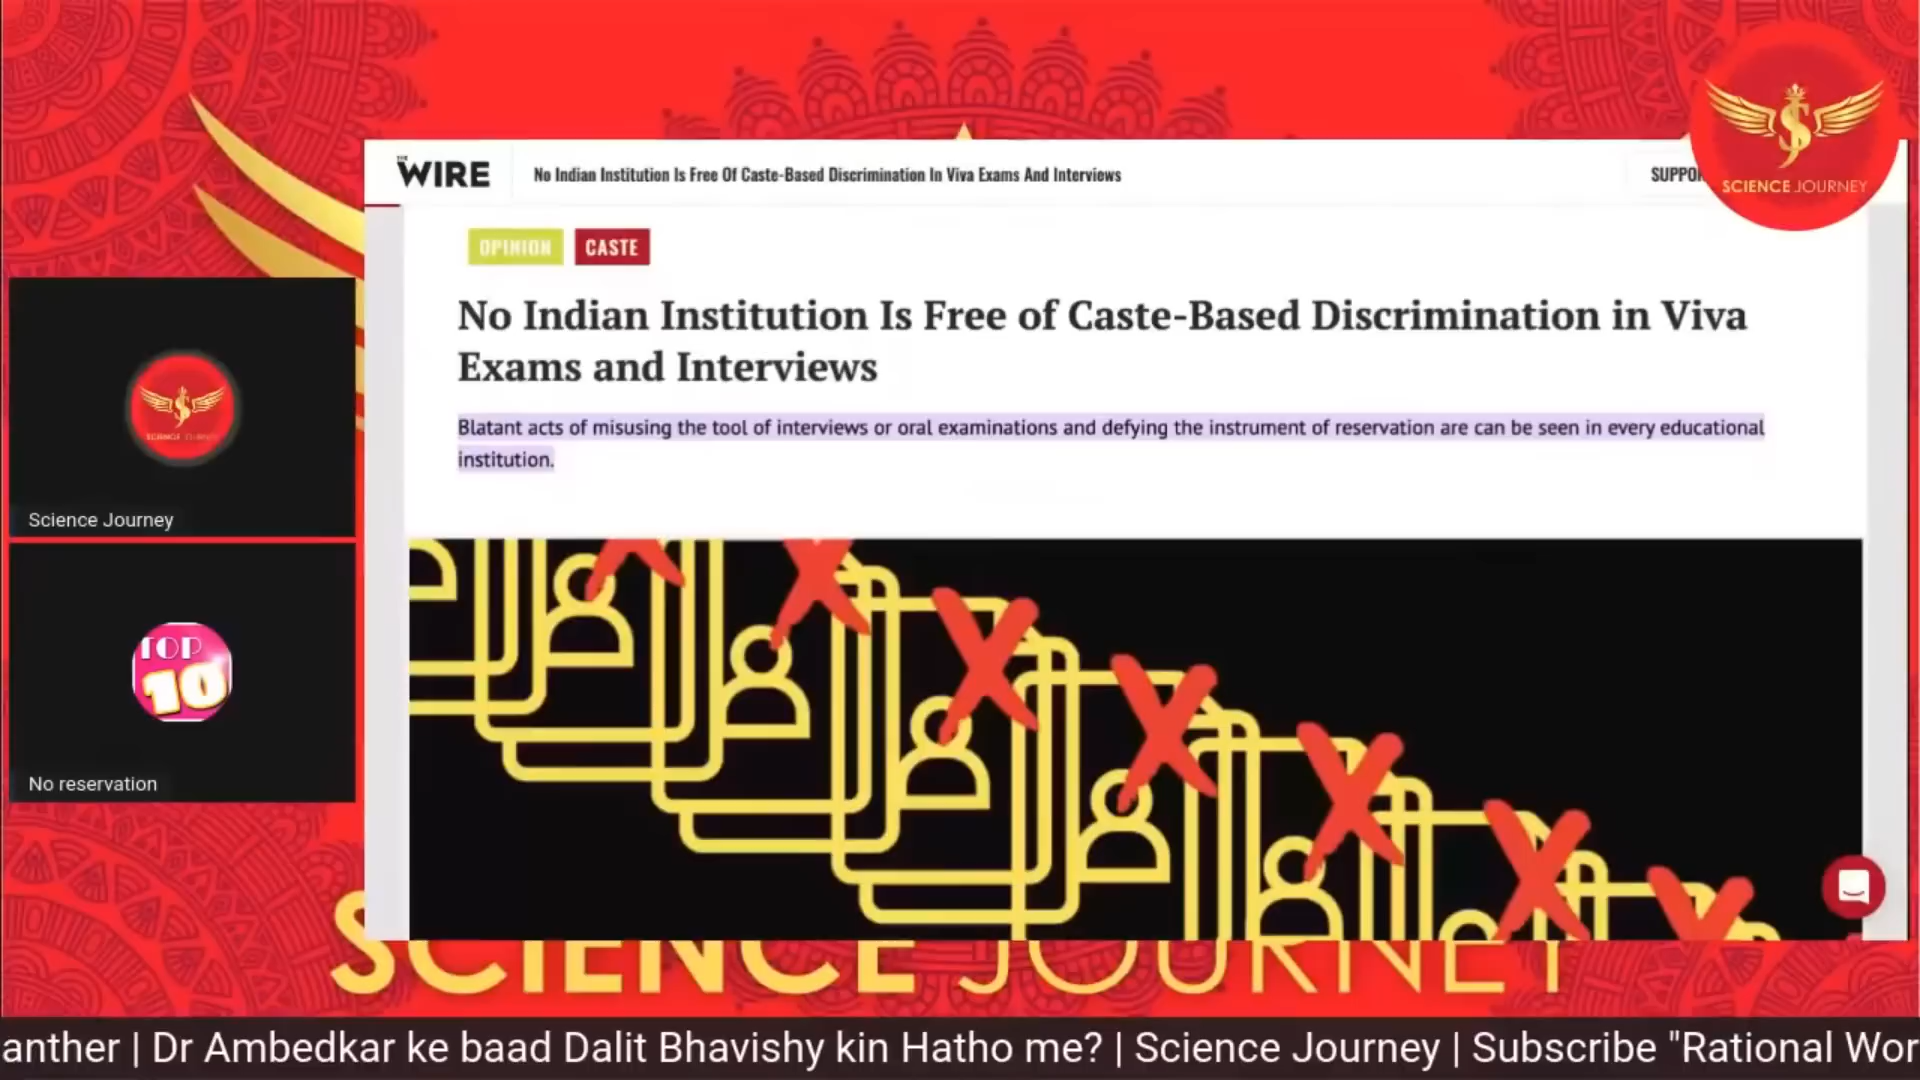 THE WIRE
No Indian Institution Is Free Of Caste-Based Discrimination In Viva Exams And Interviews
SUPPOR
SCIENCE JOURNEY
OPINION CASTE
No Indian Institution Is Free of Caste-Based Discrimination in Viva
Exams and Interviews
Blatant acts of misusing the tool of interviews or oral examinations and defying the instrument of reservation are can be seen in every educational
institution.
SCIENCE JOURNEY
Science Journey
TOP
10
No reservation
SCIENCE JOURNEY
anther | Dr Ambedkar ke baad Dalit Bhavishy kin Hatho me? | Science Journey | Subscribe "Rational Wor